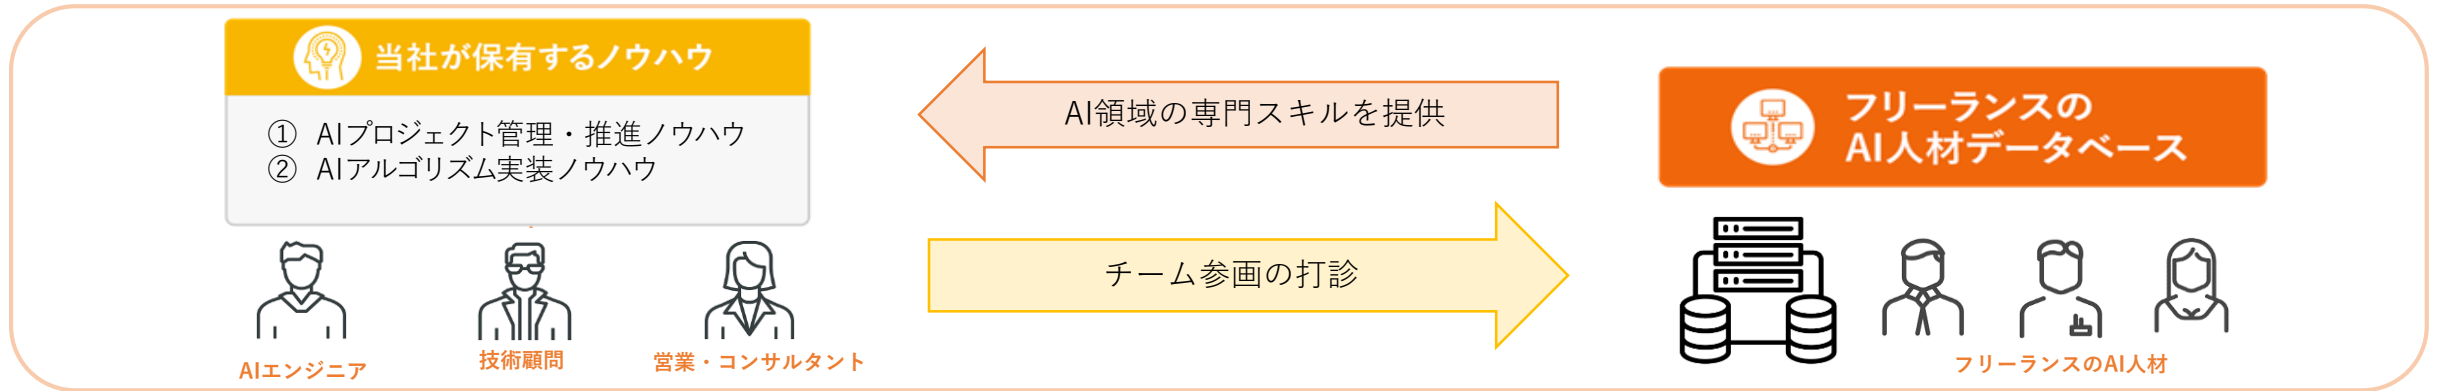 当社が保有するノウハウ
① AIプロジェクト管理・推進ノウハウ
② AIアルゴリズム実装ノウハウ
AIエンジニア
技術顧問
営業・コンサルタント
AI領域の専門スキルを提供
チーム参画の打診
フリーランスの
AI人材データベース
フリーランスのAI人材